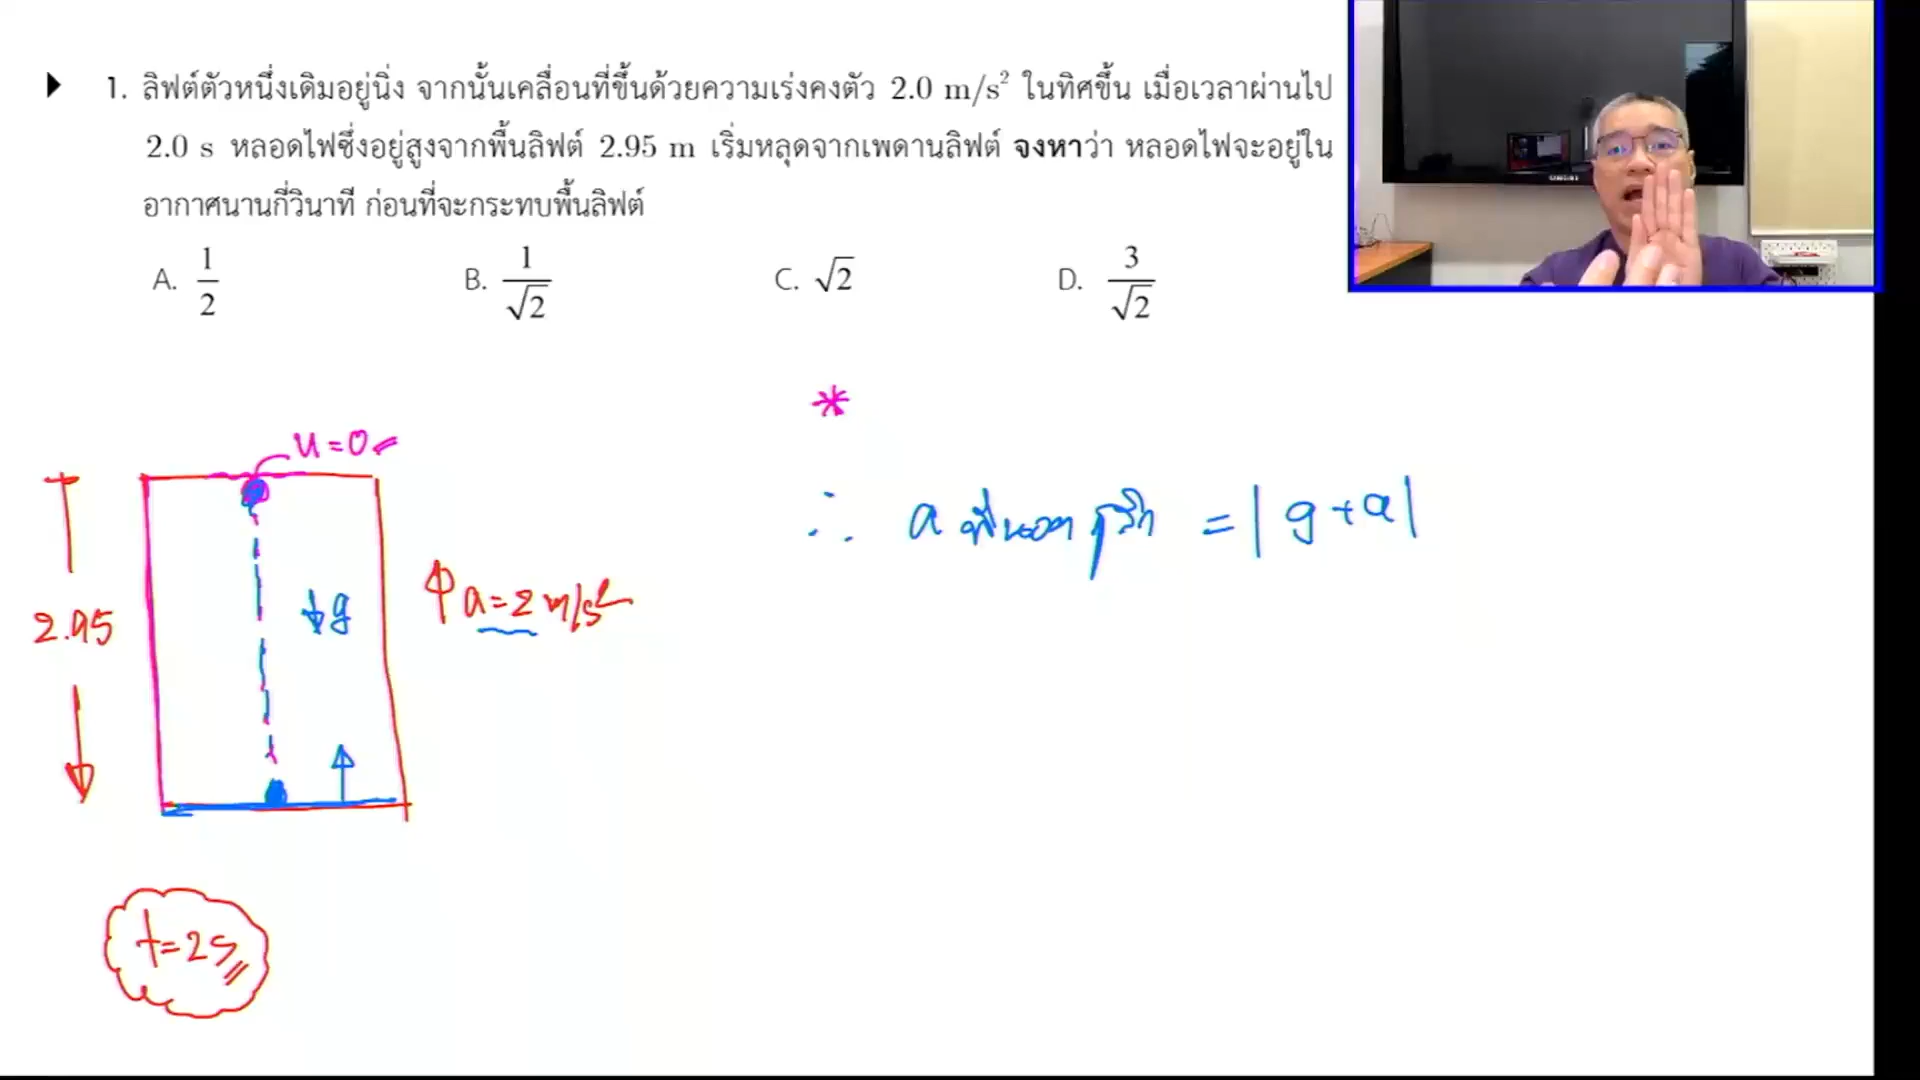 1. ลิฟต์ตัวหนึ่งเดิมอยู่นิ่ง จากนั้นเคลื่อนที่ขึ้นด้วยความเร่งคงตัว 2.0 m/s² ในทิศขึ้น เมื่อเวลาผ่านไป
2.0 s หลอดไฟซึ่งอยู่สูงจากพื้นลิฟต์ 2.95 m เริ่มหลุดจากเพดานลิฟต์ จงหาว่า หลอดไฟจะอยู่ใน
อากาศนานกี่วินาที ก่อนที่จะกระทบพื้นลิฟต์
A. 1/2 B. 1/√2 C. √2 D. 3/√2
SAMSUNG
*
u=0
∴ a = | g+a |
2.95
↓g
a=2 m/s²
t=2s